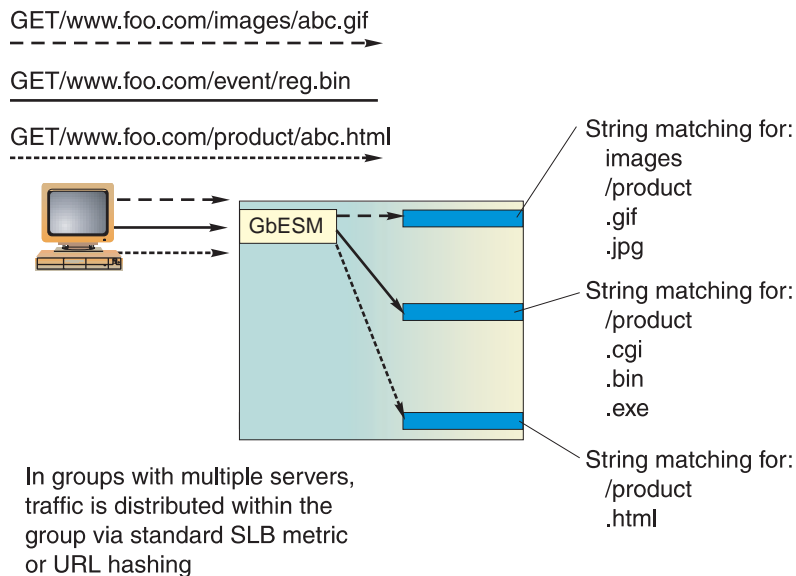 GET/www.foo.com/images/abc.gif
GET/www.foo.com/event/reg.bin
GET/www.foo.com/product/abc.html
GbESM
String matching for:
images
/product
.gif
.jpg
String matching for:
/product
.cgi
.bin
.exe
String matching for:
/product
.html
In groups with multiple servers,
traffic is distributed within the
group via standard SLB metric
or URL hashing